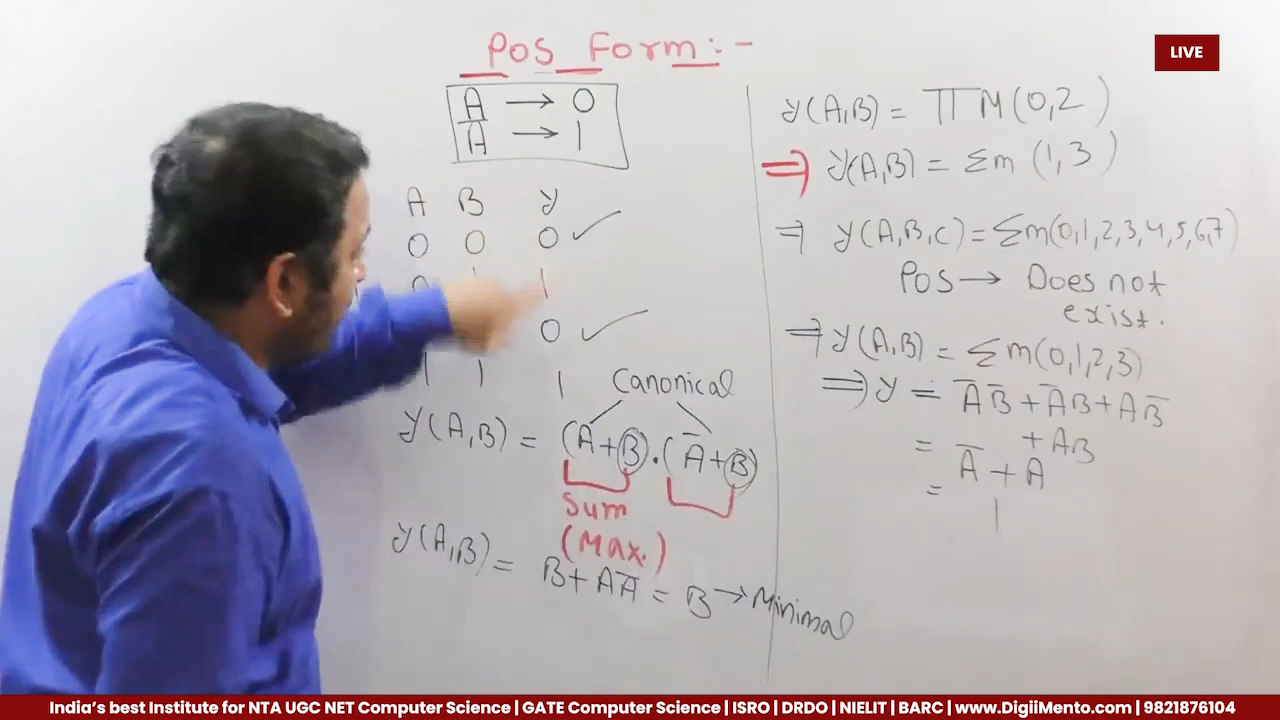 POS Form:-
LIVE
A → 0
A̅ → 1
A B Y
0 0 0 ✓
0 1 1
0 ✓
1 1 1
Canonical
Y(A,B) = (A+B).(A̅+B)
Sum
(Max.)
Y(A,B) = B+AA̅ = B → Minimal
Y(A,B) = ΠM(0,2)
⇒ Y(A,B) = Σm(1,3)
⇒ Y(A,B,C)=Σm(0,1,2,3,4,5,6,7)
POS → Does not
exist.
⇒ Y(A,B) = Σm(0,1,2,3)
⇒ Y = A̅B̅+A̅B+AB̅
+AB
= A̅+A
= 1
India's best Institute for NTA UGC NET Computer Science | GATE Computer Science | ISRO | DRDO | NIELIT | BARC | www.DigiiMento.com | 9821876104